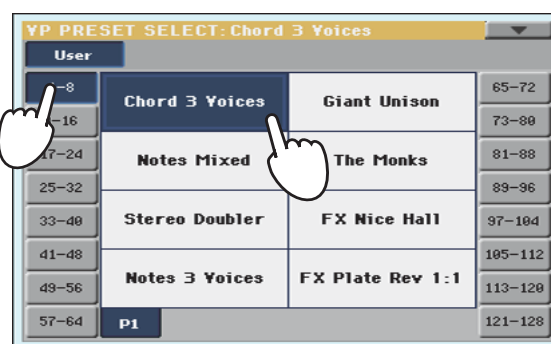 VP PRESET SELECT:Chord 3 Voices
User
-8
-16
17-24
25-32
33-40
41-48
49-56
57-64
Chord 3 Voices
Giant Unison
Notes Mixed
The Monks
Stereo Doubler
FX Nice Hall
Notes 3 Voices
FX Plate Rev 1:1
P1
65-72
73-80
81-88
89-96
97-104
105-112
113-120
121-128